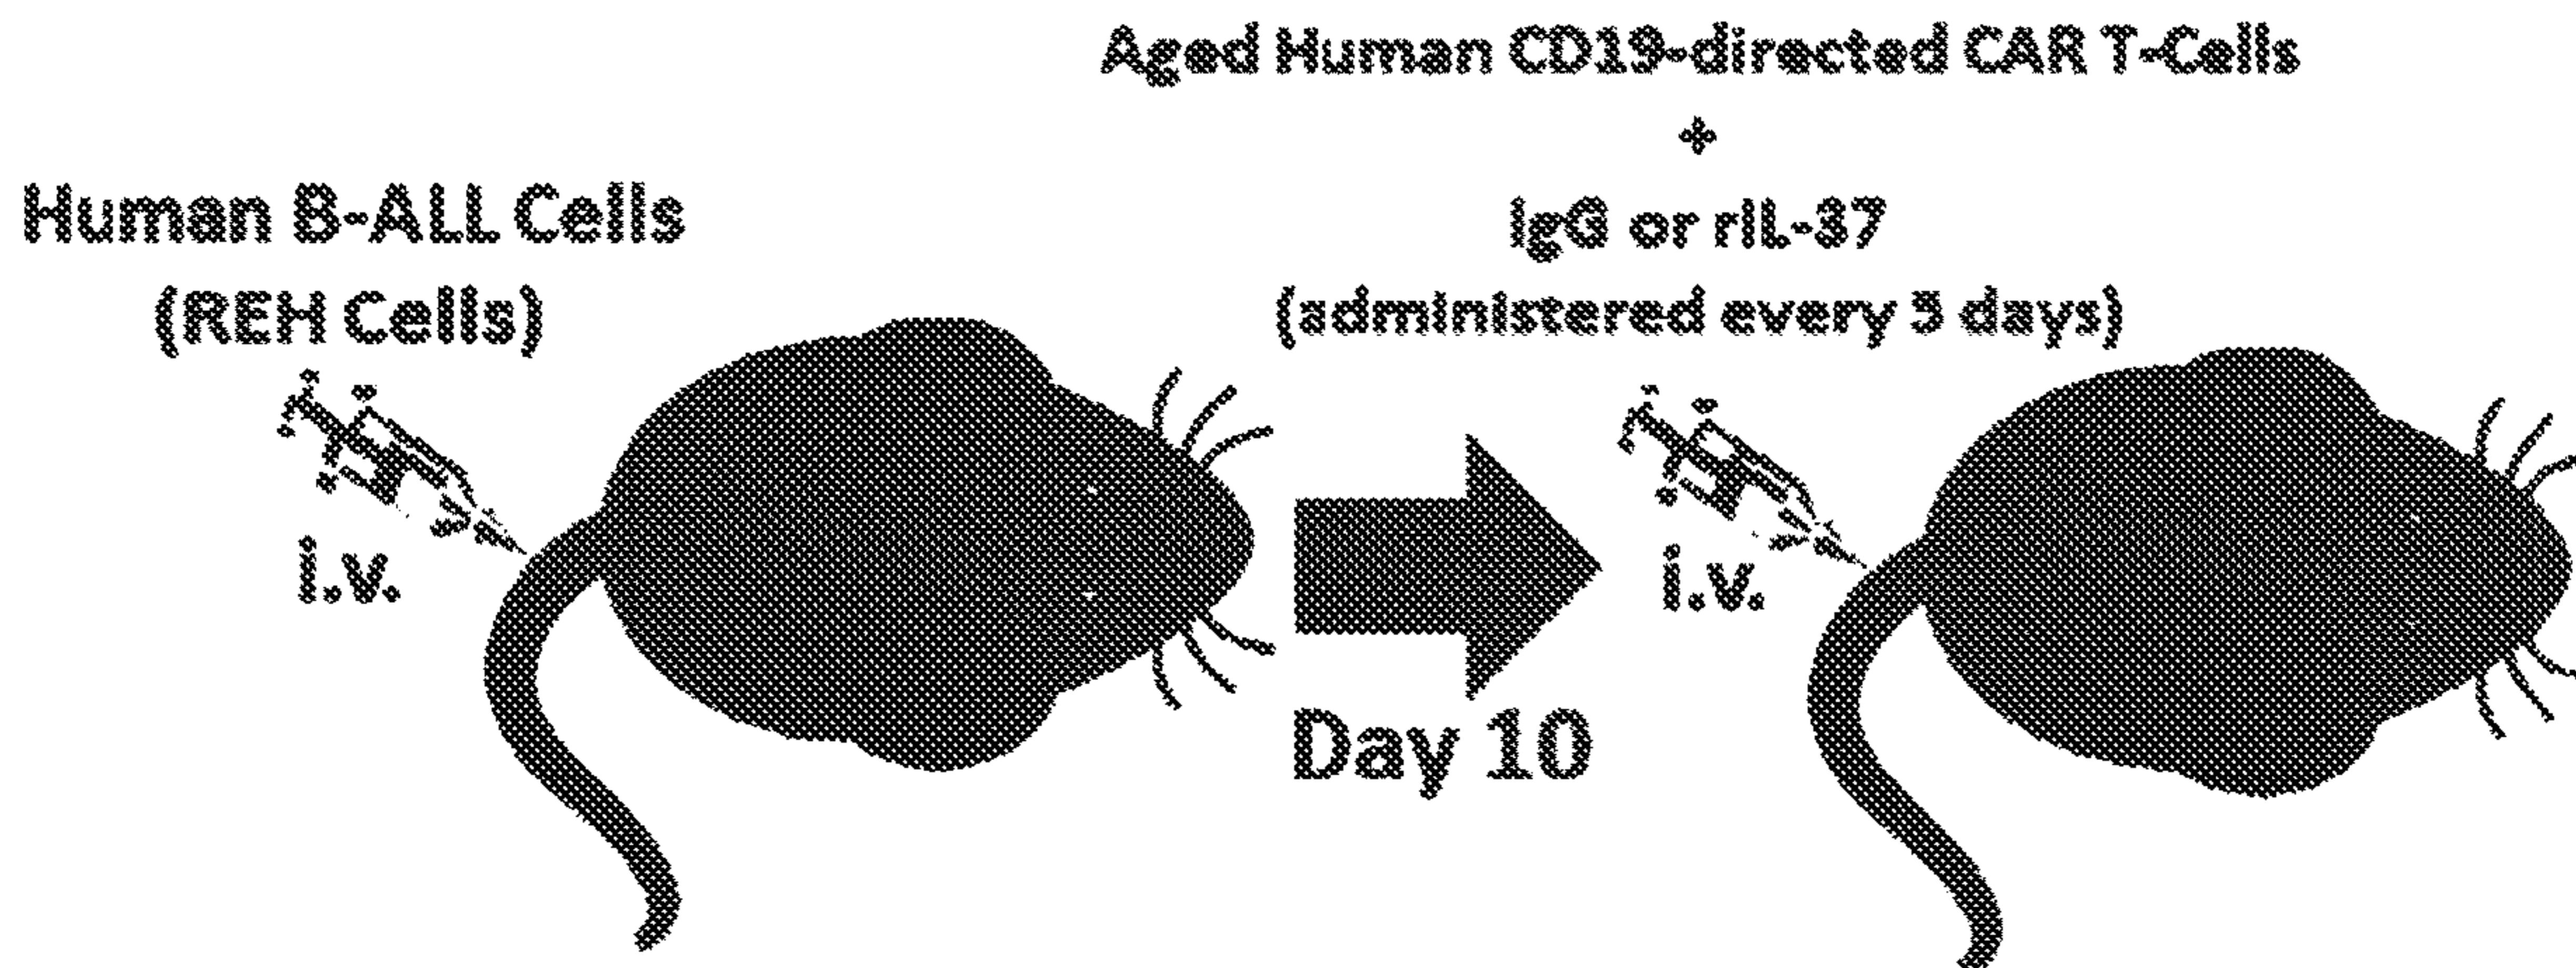 Human B-ALL Cells
(REH Cells)
i.v.
Day 10
Aged Human CD19-directed CAR T-Cells
+
IgG or rIL-37
(administered every 5 days)
i.v.